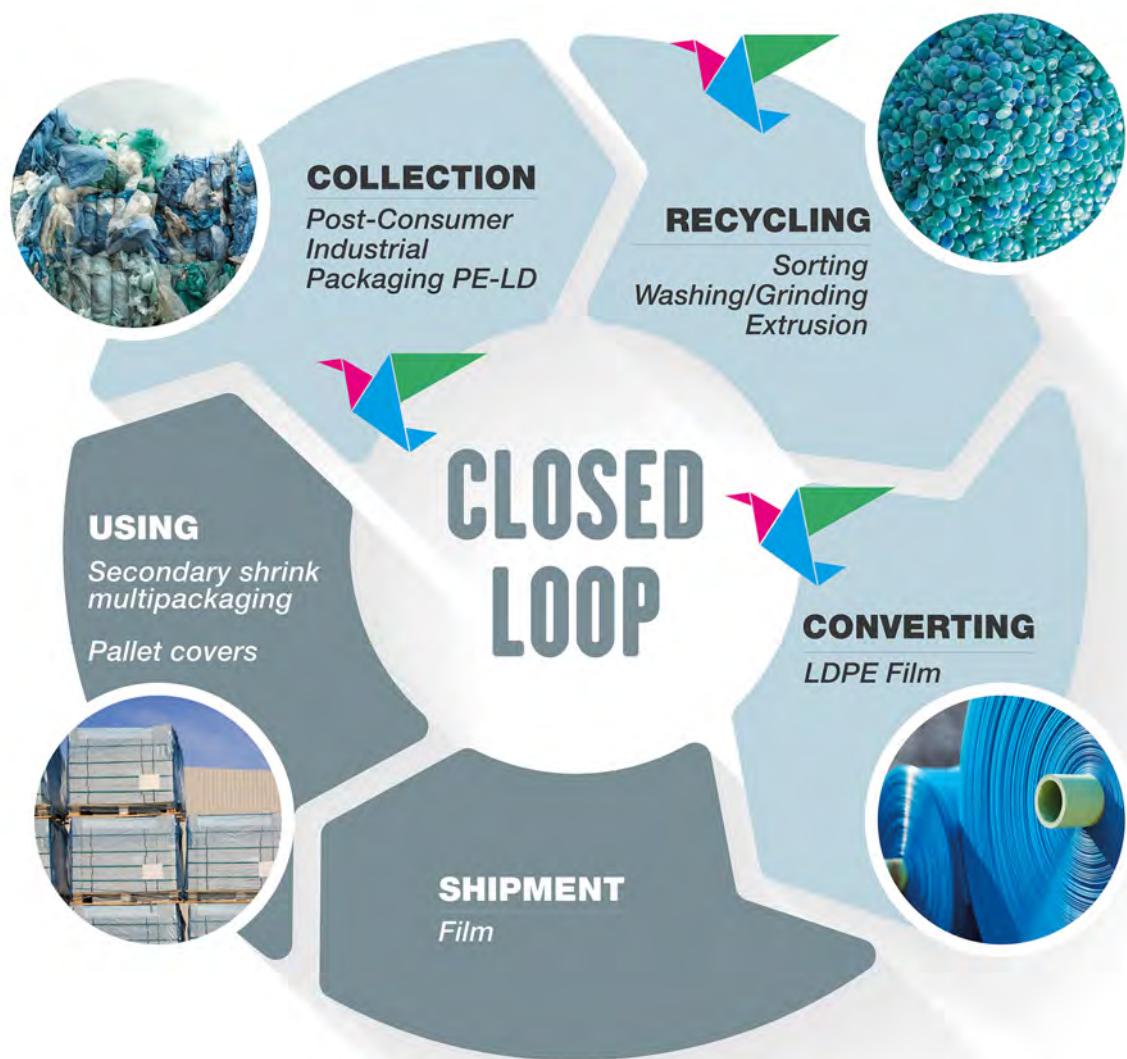 COLLECTION
Post-Consumer
Industrial
Packaging PE-LD
RECYCLING
Sorting
Washing/Grinding
Extrusion
CLOSED
LOOP
CONVERTING
LDPE Film
SHIPMENT
Film
USING
Secondary shrink
multipackaging
Pallet covers